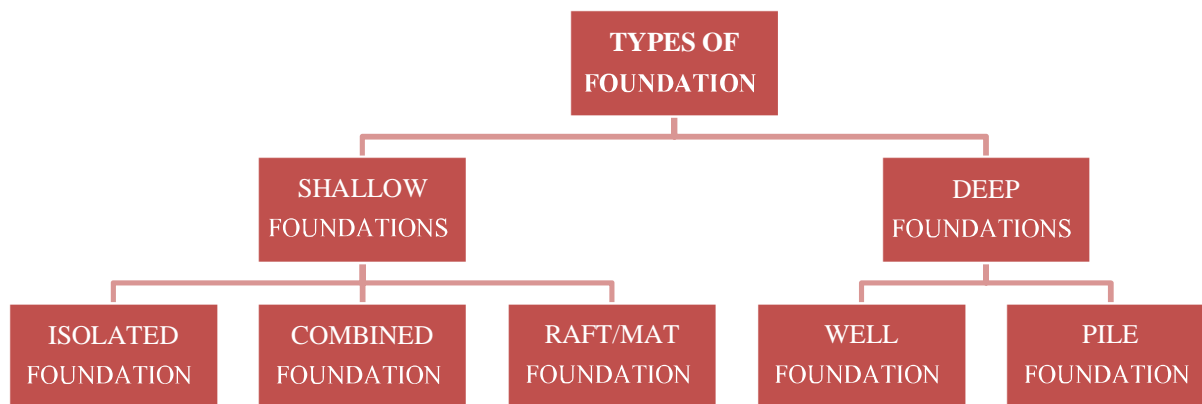 TYPES OF
FOUNDATION
SHALLOW
FOUNDATIONS
DEEP
FOUNDATIONS
ISOLATED
FOUNDATION
COMBINED
FOUNDATION
RAFT/MAT
FOUNDATION
WELL
FOUNDATION
PILE
FOUNDATION